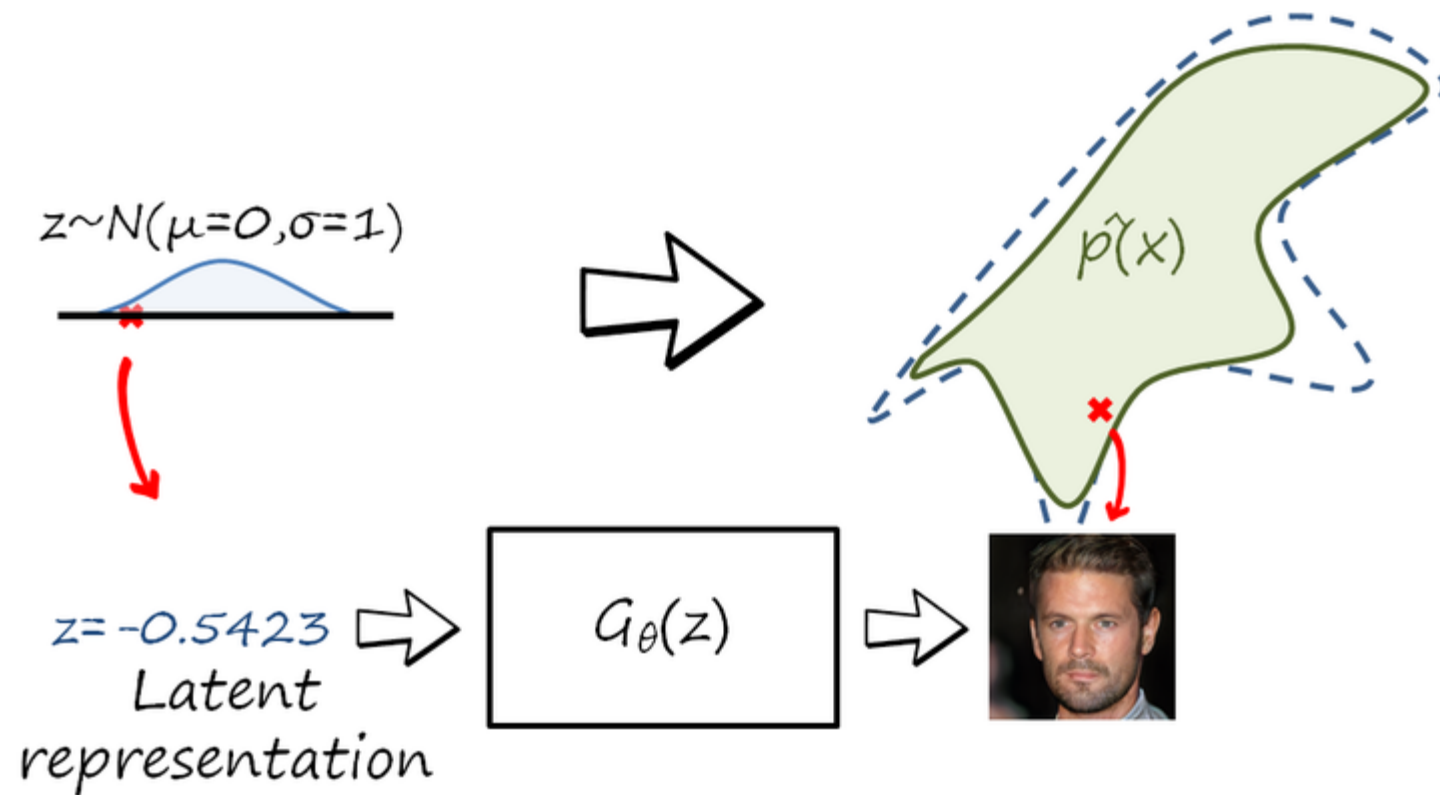 z~N(μ=0,σ=1)
p̂(x)
z=-0.5423
Latent
representation
Gθ(z)